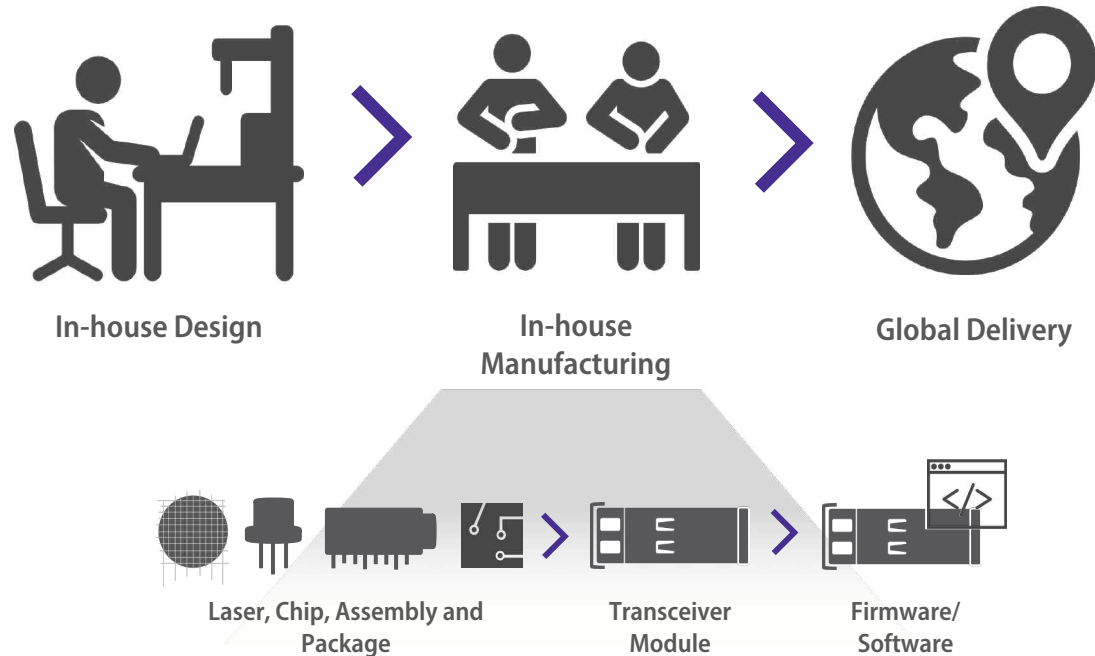 In-house Design
In-house
Manufacturing
Global Delivery
</>
Laser, Chip, Assembly and
Package
Transceiver
Module
Firmware/
Software